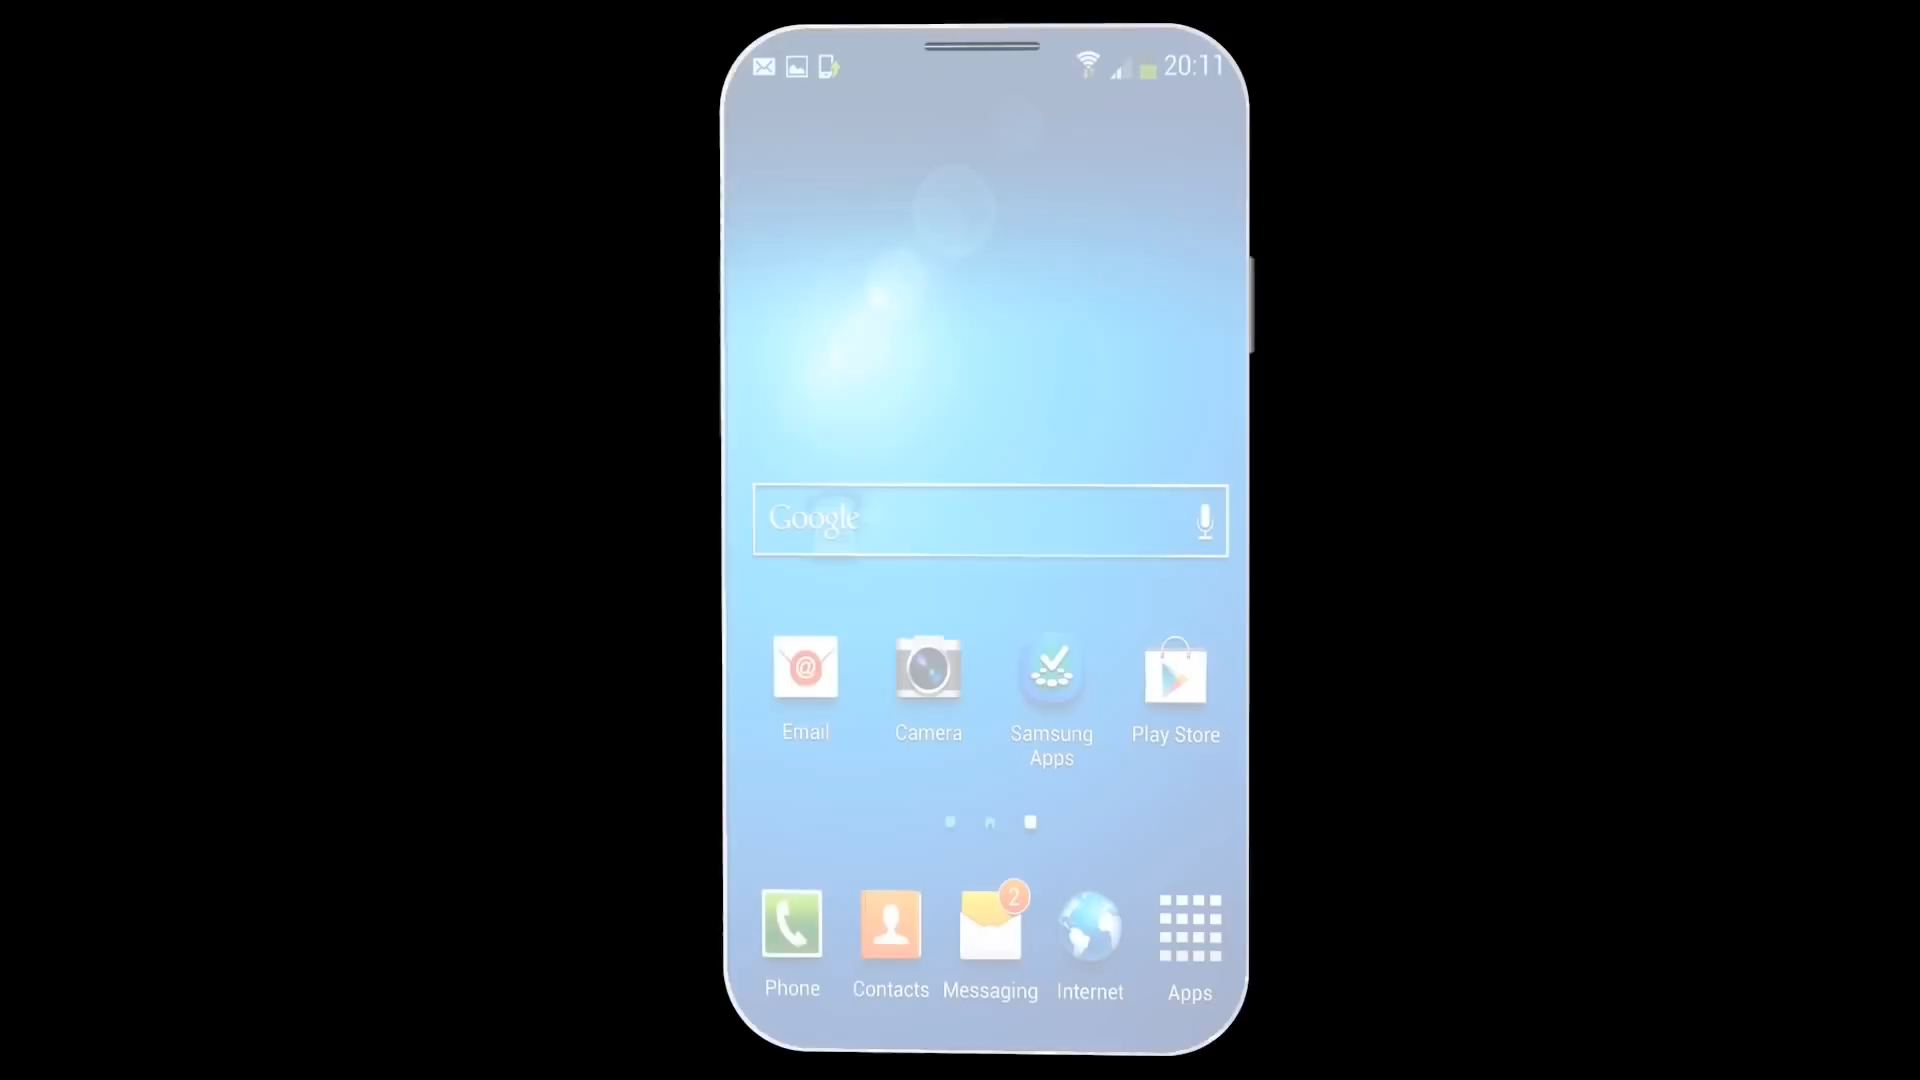 20:11
Google
@
Email
Camera
Samsung Apps
Play Store
2
Phone
Contacts
Messaging
Internet
Apps